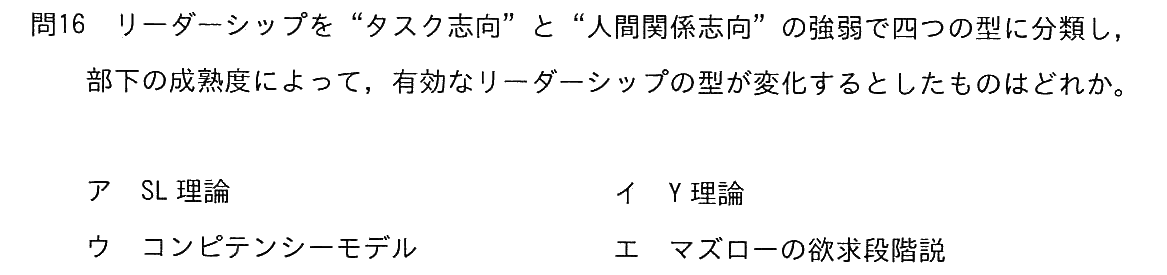 問16 リーダーシップを“タスク志向”と“人間関係志向”の強弱で四つの型に分類し，
部下の成熟度によって，有効なリーダーシップの型が変化するとしたものはどれか。
ア SL 理論 イ Y 理論
ウ コンピテンシーモデル エ マズローの欲求段階説